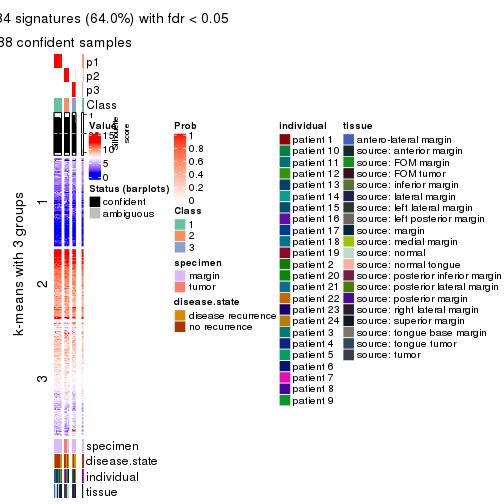 34 signatures (64.0%) with fdr < 0.05
38 confident samples
p1
p2
p3
Class
1
Silhouette
score
k-means with 3 groups
1
2
3
specimen
disease.state
individual
tissue
Value
15
10
5
0
Status (barplots)
confident
ambiguous
Prob
1
0.8
0.6
0.4
0.2
0
Class
1
2
3
specimen
margin
tumor
disease.state
disease recurrence
no recurrence
individual
patient 1
patient 10
patient 11
patient 12
patient 13
patient 14
patient 15
patient 16
patient 17
patient 18
patient 19
patient 2
patient 20
patient 21
patient 22
patient 23
patient 24
patient 3
patient 4
patient 5
patient 6
patient 7
patient 8
patient 9
tissue
antero-lateral margin
source: anterior margin
source: FOM margin
source: FOM tumor
source: inferior margin
source: lateral margin
source: left lateral margin
source: left posterior margin
source: margin
source: medial margin
source: normal
source: normal tongue
source: posterior inferior margin
source: posterior lateral margin
source: posterior margin
source: right lateral margin
source: superior margin
source: tongue base margin
source: tongue tumor
source: tumor